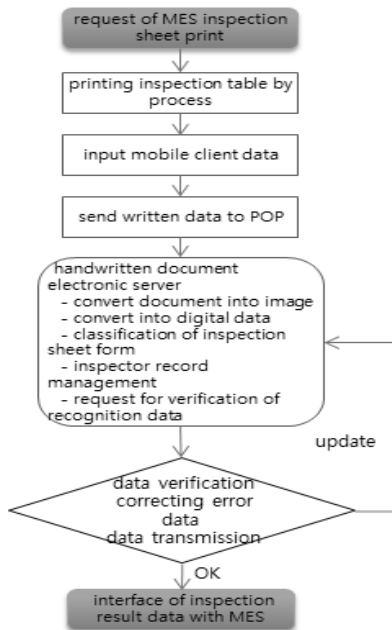 request of MES inspection
sheet print
printing inspection table by
process
input mobile client data
send written data to POP
handwritten document
electronic server
- convert document into image
- convert into digital data
- classification of inspection
sheet form
- inspector record
management
- request for verification of
recognition data
update
data verification
correcting error
data
data transmission
OK
interface of inspection
result data with MES